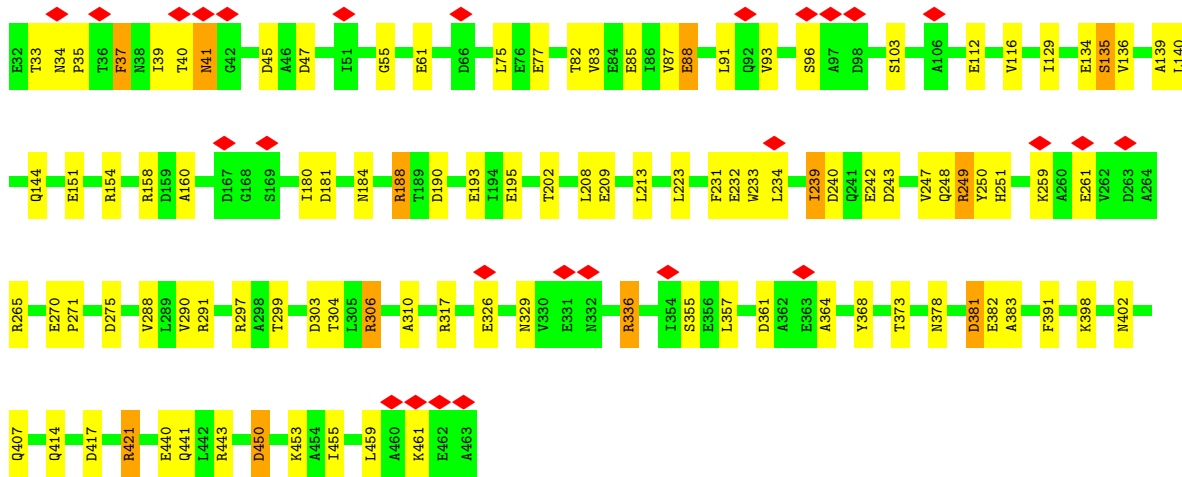 E32 T33 N34 P35 T36 F37 N38 I39 T40 N41 G42 D45 A46 D47 I51 G55 E61 D66 L75 E76 E77 T82 V83 E84 E85 I86 V87 E88 L91 Q92 V93 S96 A97 D98 S103 A106 E112 V116 I129 E134 S135 V136 A139 L140
Q144 E151 R154 R158 D159 A160 D167 G168 S169 I180 D181 N184 R188 T189 D190 E193 I194 E195 T202 L208 E209 L213 L223 F231 E232 W233 L234 I239 D240 Q241 E242 D243 V247 Q248 R249 Y250 H251 K259 A260 E261 V262 D263 A264
R265 E270 P271 D275 V288 L289 V290 R291 R297 A298 T299 D303 T304 L305 R306 A310 R317 E326 N329 V330 E331 N332 R336 I354 S355 E356 L357 D361 A362 E363 A364 Y368 T373 N378 D381 E382 A383 F391 K398 N402
Q407 Q414 D417 R421 E440 Q441 L442 R443 D450 K453 A454 I455 L459 A460 K461 E462 A463